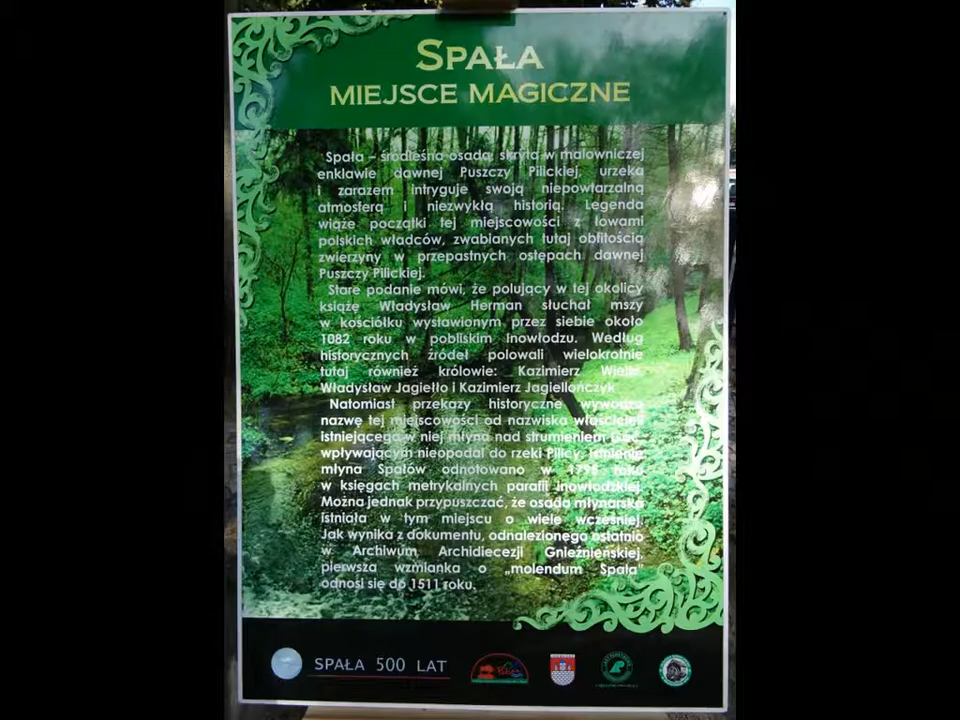 SPAŁA
MIEJSCE MAGICZNE
Spała – śródleśna osada, skryta w malowniczej
enklawie dawnej Puszczy Pilickiej, urzeka
i zarazem intryguje swoją niepowtarzalną
atmosferą i niezwykłą historią. Legenda
wiąże początki tej miejscowości z łowami
polskich władców, zwabianych tutaj obfitością
zwierzyny w przepastnych ostępach dawnej
Puszczy Pilickiej.
Stare podanie mówi, że polujący w tej okolicy
książę Władysław Herman słuchał mszy
w kościółku wystawionym przez siebie około
1082 roku w pobliskim Inowłodzu. Według
historycznych źródeł polowali wielokrotnie
tutaj również królowie: Kazimierz Wielki,
Władysław Jagiełło i Kazimierz Jagiellończyk
Natomiast przekazy historyczne wywodzą
nazwę tej miejscowości od nazwiska właścicieli
istniejącego w niej młyna nad strumieniem Gać,
wpływającym nieopodal do rzeki Pilicy. Istnienie
młyna Spałów odnotowano w 1795 roku
w księgach metrykalnych parafii inowłodzkiej.
Można jednak przypuszczać, że osada młynarska
istniała w tym miejscu o wiele wcześniej.
Jak wynika z dokumentu, odnalezionego ostatnio
w Archiwum Archidiecezji Gnieźnieńskiej,
pierwsza wzmianka o „molendum Spała"
odnosi się do 1511 roku.
SPAŁA 500 LAT